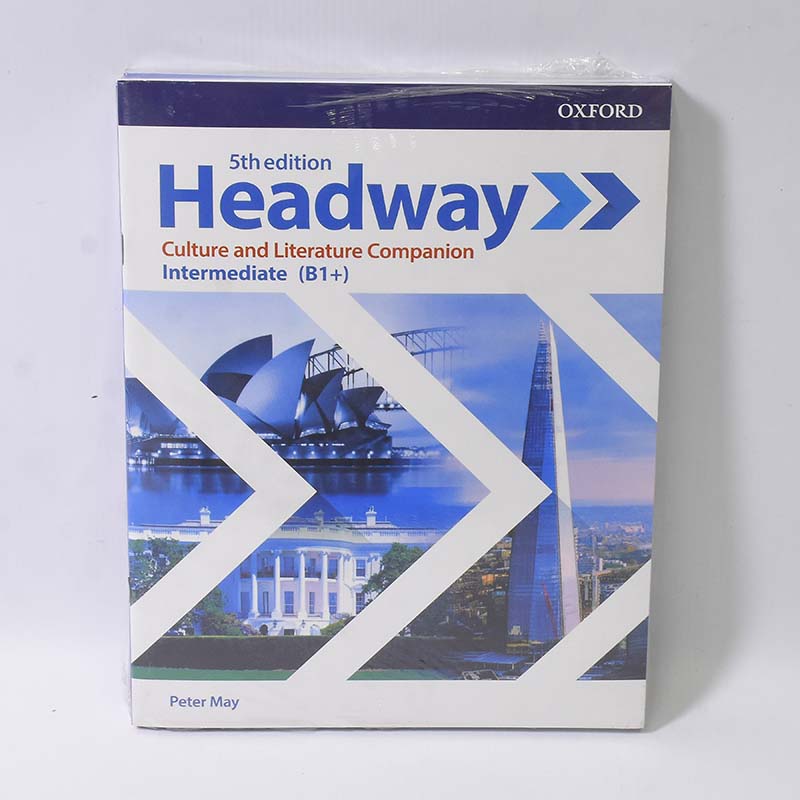 OXFORD
5th edition
Headway
Culture and Literature Companion
Intermediate (B1+)
Peter May